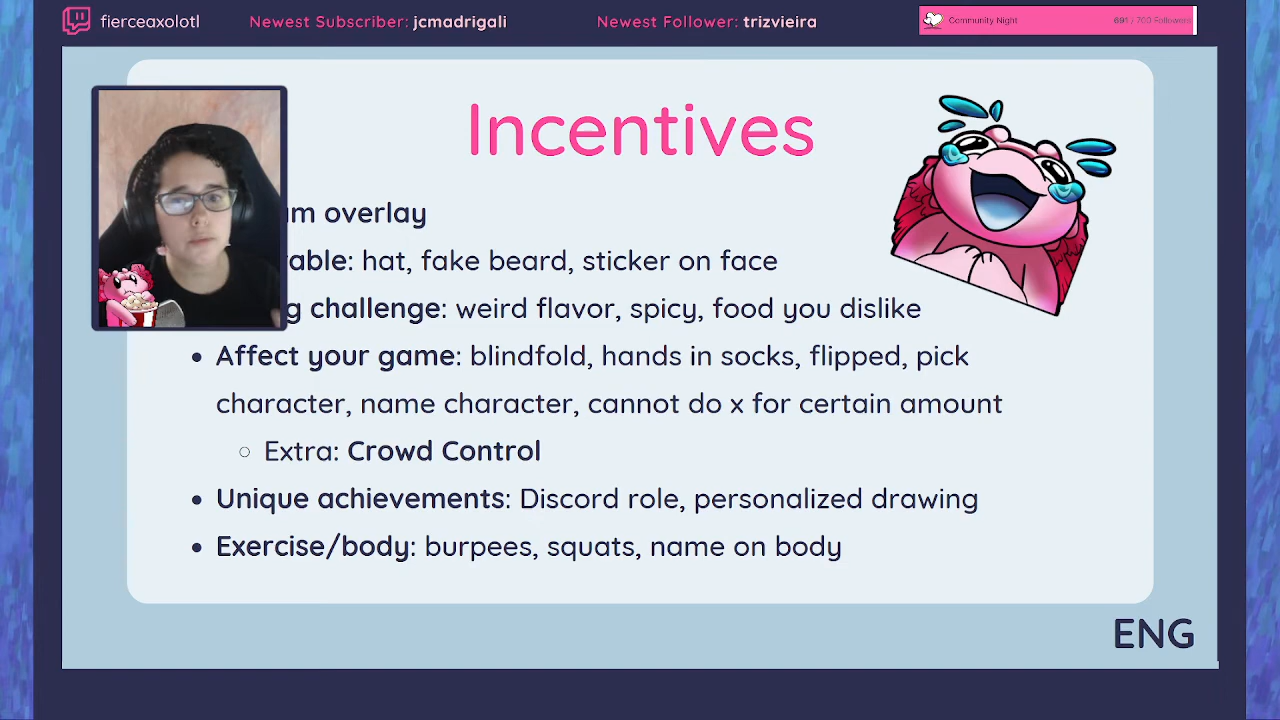 fierceaxolotl
Newest Subscriber: jcmadrigali
Newest Follower: trizvieira
Community Night
691 / 700 Followers
Incentives
overlay
hat, fake beard, sticker on face
challenge: weird flavor, spicy, food you dislike
• Affect your game: blindfold, hands in socks, flipped, pick
character, name character, cannot do x for certain amount
○ Extra: Crowd Control
• Unique achievements: Discord role, personalized drawing
• Exercise/body: burpees, squats, name on body
ENG